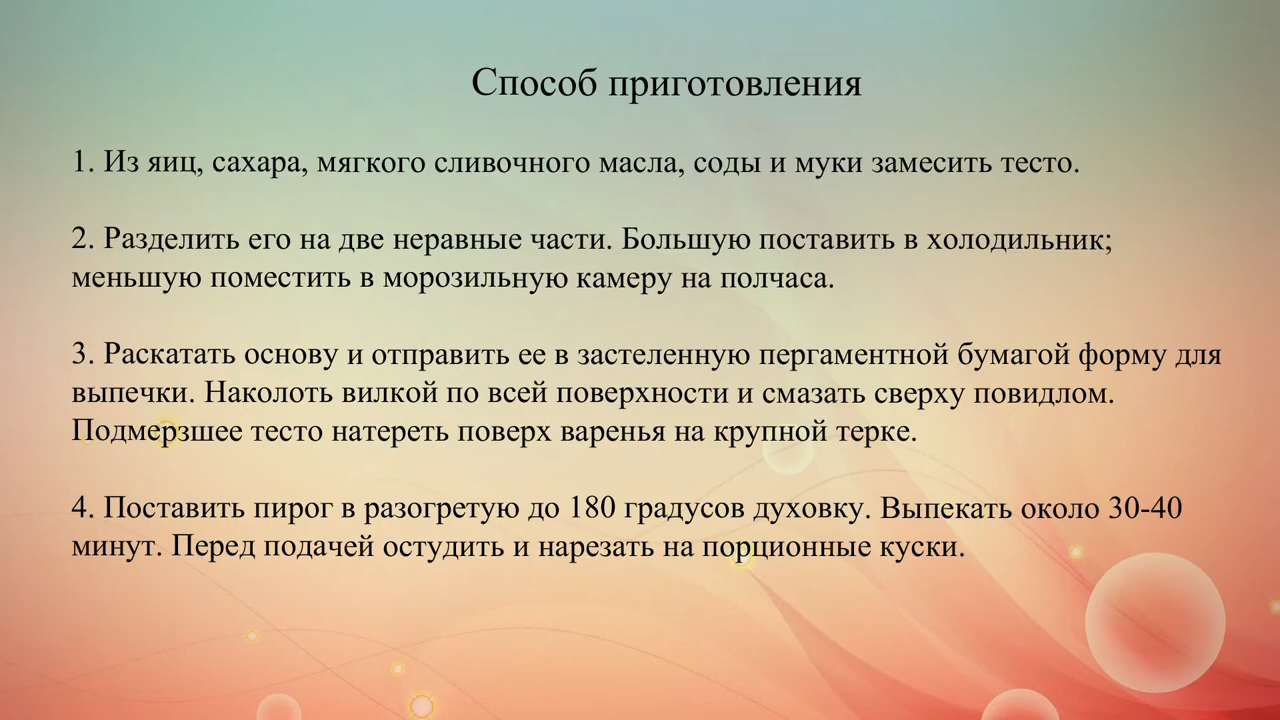 Способ приготовления
1. Из яиц, сахара, мягкого сливочного масла, соды и муки замесить тесто.
2. Разделить его на две неравные части. Большую поставить в холодильник;
меньшую поместить в морозильную камеру на полчаса.
3. Раскатать основу и отправить ее в застеленную пергаментной бумагой форму для
выпечки. Наколоть вилкой по всей поверхности и смазать сверху повидлом.
Подмерзшее тесто натереть поверх варенья на крупной терке.
4. Поставить пирог в разогретую до 180 градусов духовку. Выпекать около 30-40
минут. Перед подачей остудить и нарезать на порционные куски.